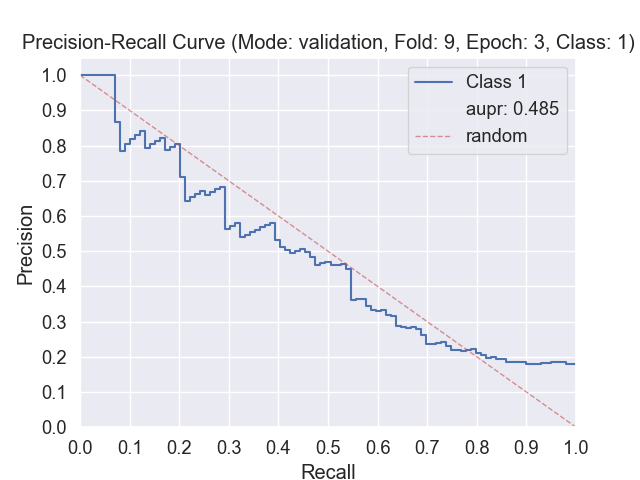 Precision-Recall Curve (Mode: validation, Fold: 9, Epoch: 3, Class: 1)
Class 1
aupr: 0.485
random
Precision
1.0
0.9
0.8
0.7
0.6
0.5
0.4
0.3
0.2
0.1
0.0
0.0 0.1 0.2 0.3 0.4 0.5 0.6 0.7 0.8 0.9 1.0
Recall